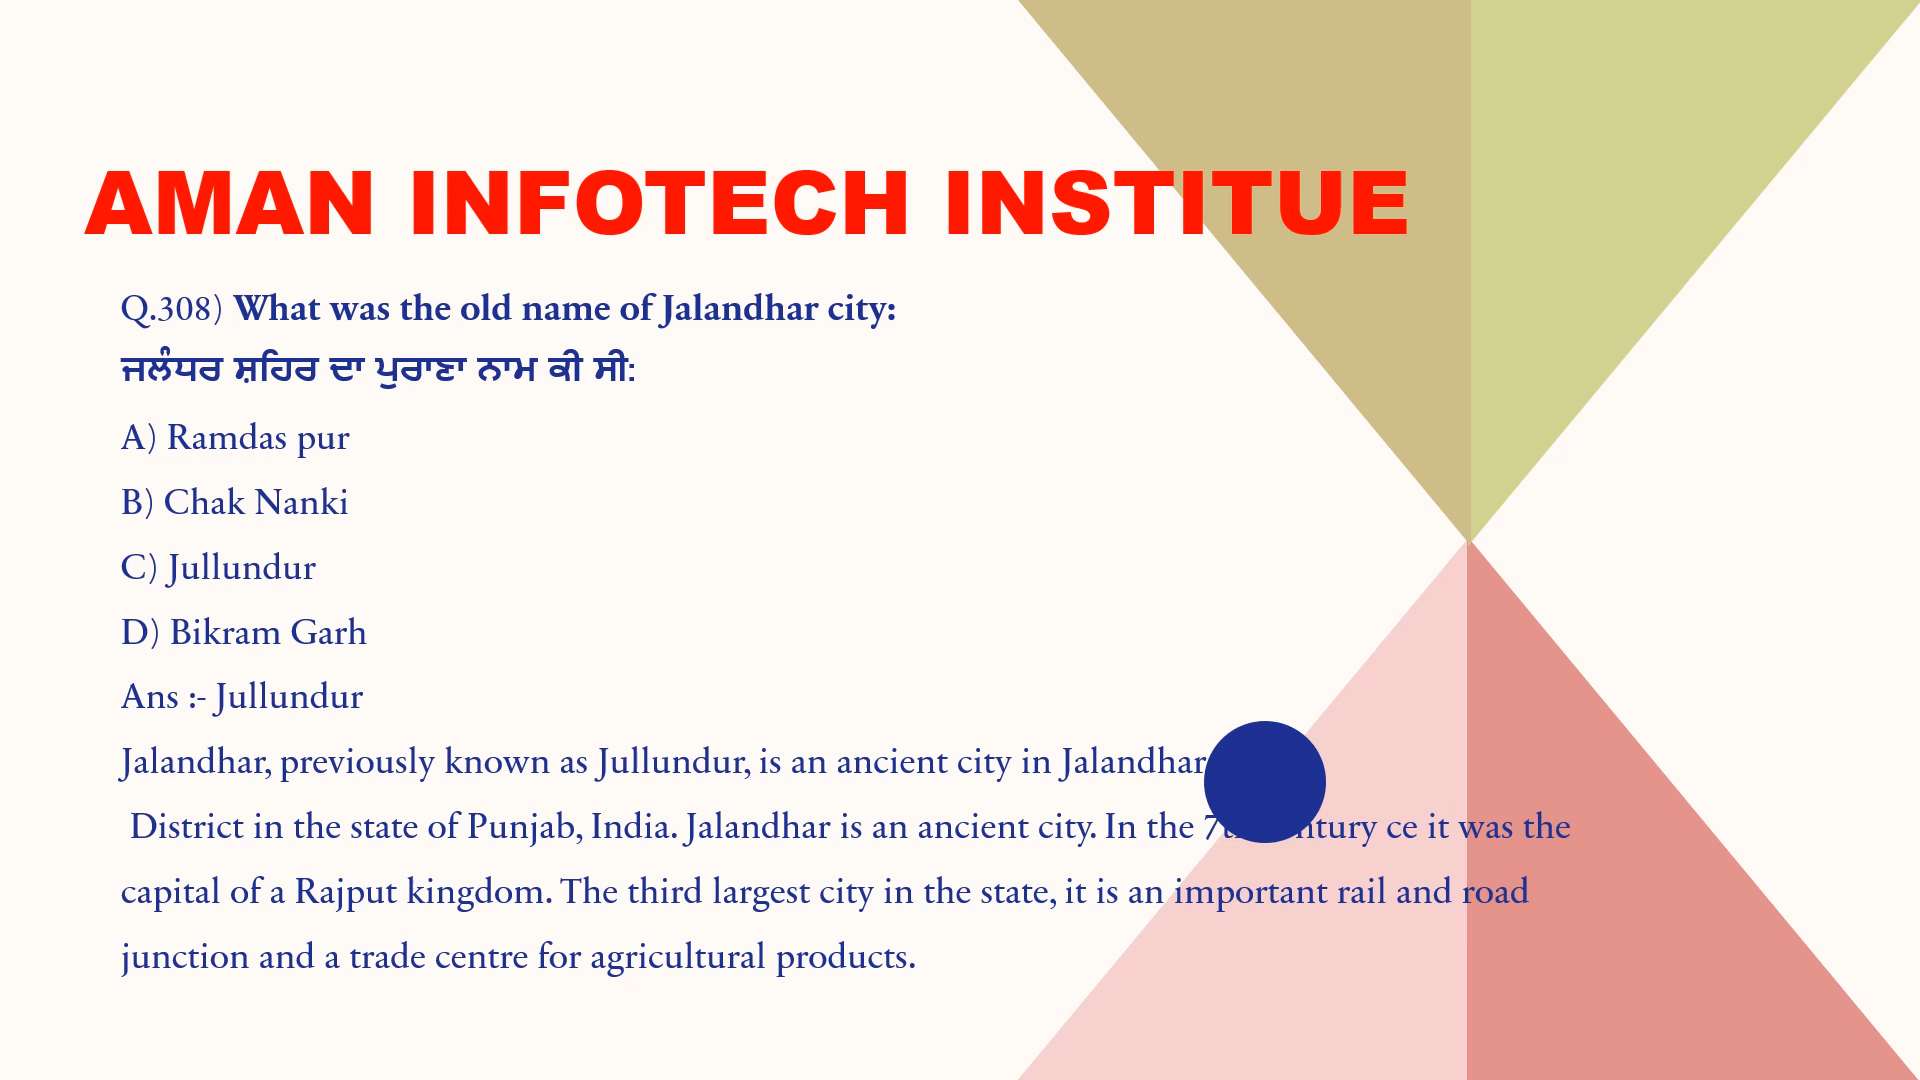 AMAN INFOTECH INSTITUE
Q.308) What was the old name of Jalandhar city:
ਜਲੰਧਰ ਸ਼ਹਿਰ ਦਾ ਪੁਰਾਣਾ ਨਾਮ ਕੀ ਸੀ:
A) Ramdas pur
B) Chak Nanki
C) Jullundur
D) Bikram Garh
Ans :- Jullundur
Jalandhar, previously known as Jullundur, is an ancient city in Jalandhar
District in the state of Punjab, India. Jalandhar is an ancient city. In the ce it was the
capital of a Rajput kingdom. The third largest city in the state, it is an important rail and road
junction and a trade centre for agricultural products.